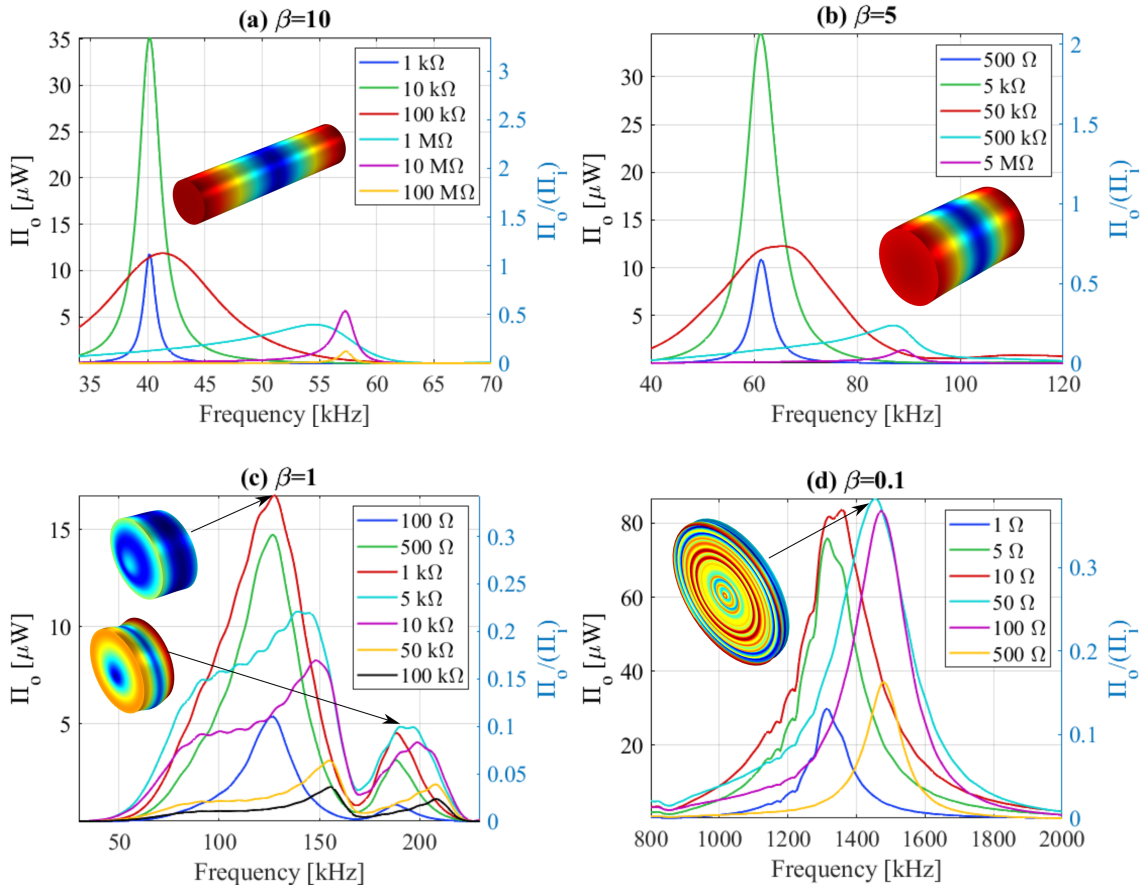 (a) β=10
35
30
25
20
15
10
5
Π_o [μW]
3
2.5
2
1.5
1
0.5
0
Π_o/⟨Π_i⟩
1 kΩ
10 kΩ
100 kΩ
1 MΩ
10 MΩ
100 MΩ
35 40 45 50 55 60 65 70
Frequency [kHz]
(b) β=5
30
25
20
15
10
5
Π_o [μW]
2
1.5
1
0.5
0
Π_o/⟨Π_i⟩
500 Ω
5 kΩ
50 kΩ
500 kΩ
5 MΩ
40 60 80 100 120
Frequency [kHz]
(c) β=1
15
10
5
Π_o [μW]
0.3
0.25
0.2
0.15
0.1
0.05
0
Π_o/⟨Π_i⟩
100 Ω
500 Ω
1 kΩ
5 kΩ
10 kΩ
50 kΩ
100 kΩ
50 100 150 200
Frequency [kHz]
(d) β=0.1
80
60
40
20
Π_o [μW]
0.3
0.2
0.1
0
Π_o/⟨Π_i⟩
1 Ω
5 Ω
10 Ω
50 Ω
100 Ω
500 Ω
800 1000 1200 1400 1600 1800 2000
Frequency [kHz]